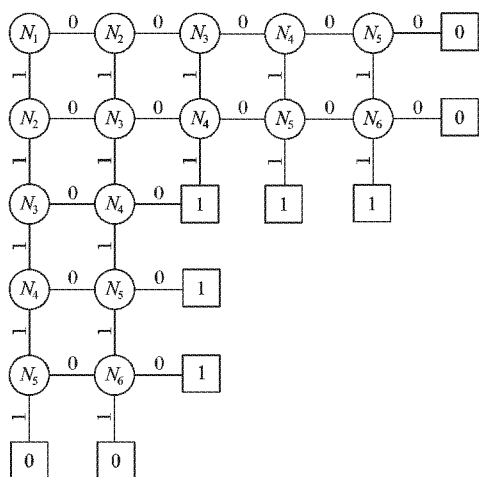 N₁ 0 N₂ 0 N₃ 0 N₄ 0 N₅ 0 0
1 1 1 1 1
N₂ 0 N₃ 0 N₄ 0 N₅ 0 N₆ 0 0
1 1 1 1 1
N₃ 0 N₄ 0 1 1 1
1 1
N₄ 0 N₅ 0 1
1 1
N₅ 0 N₆ 0 1
1 1
0 0